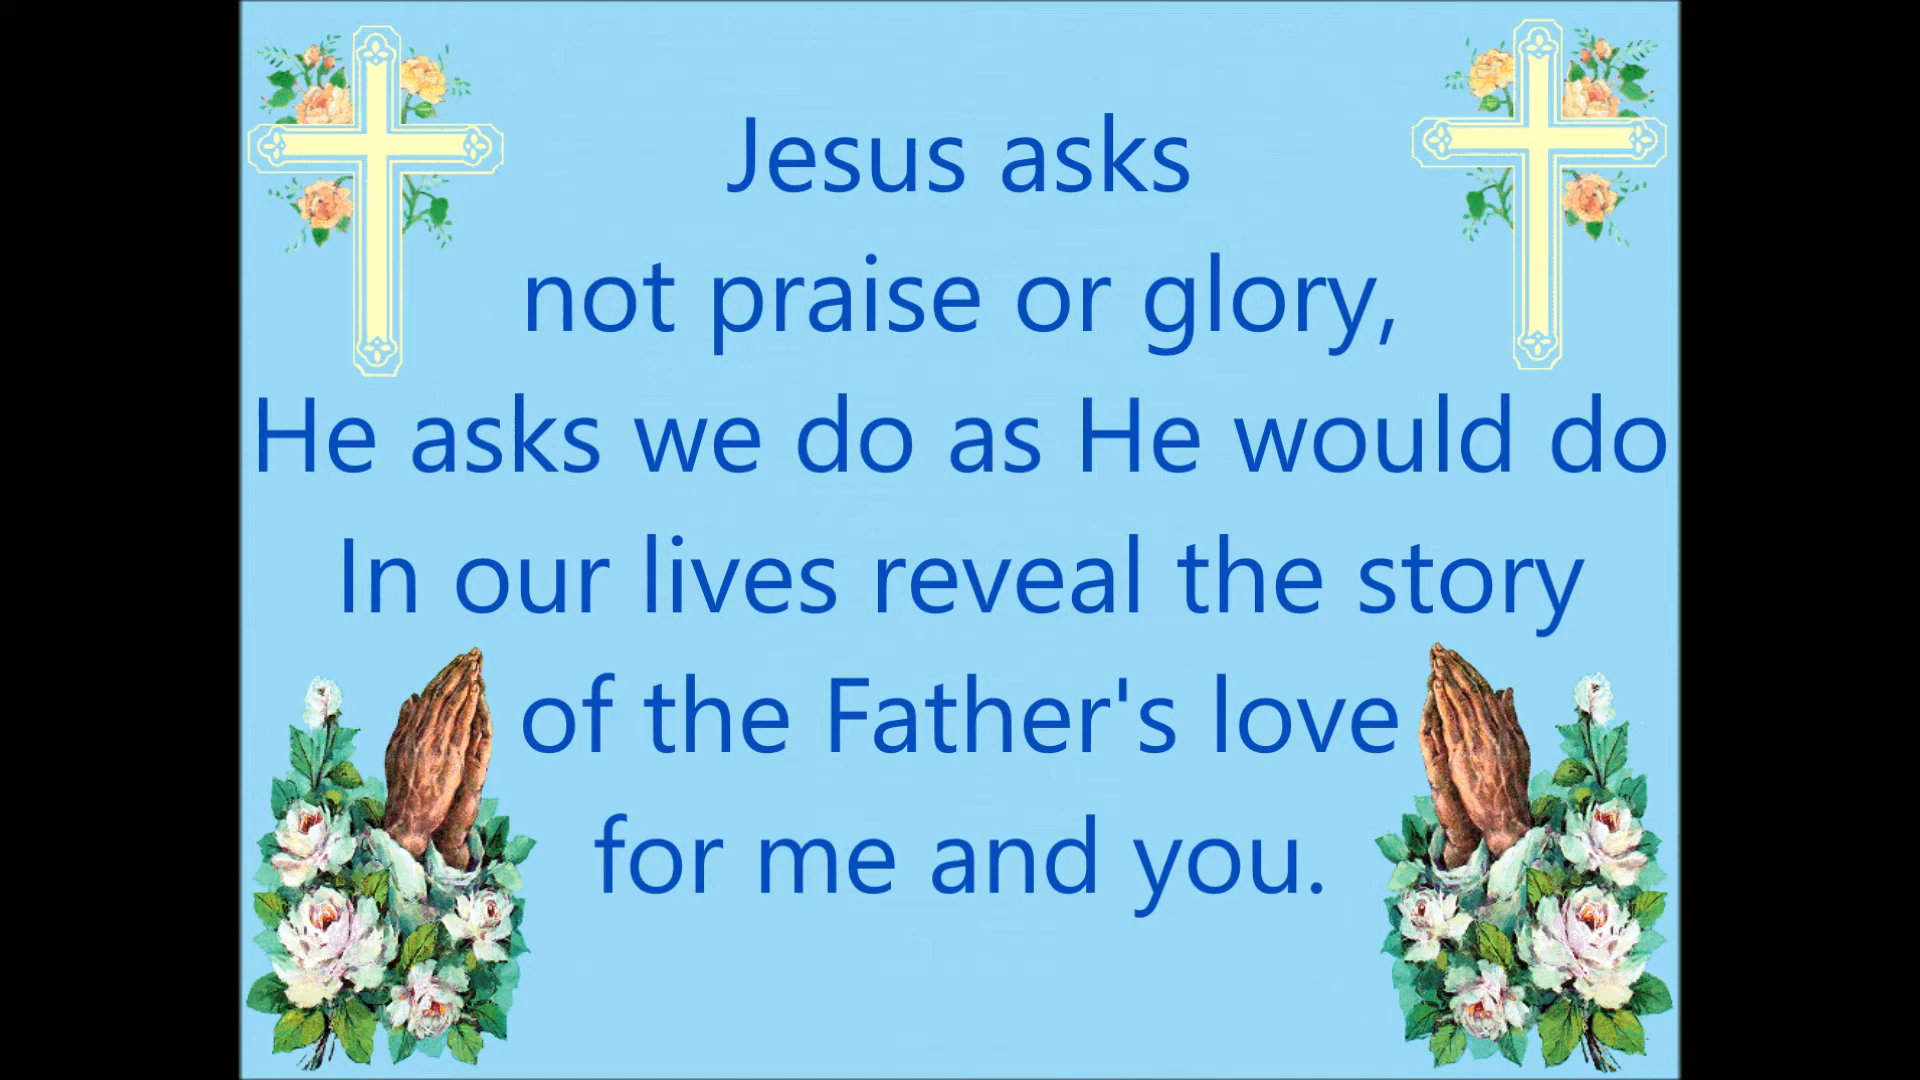 Jesus asks
not praise or glory,
He asks we do as He would do
In our lives reveal the story
of the Father's love
for me and you.